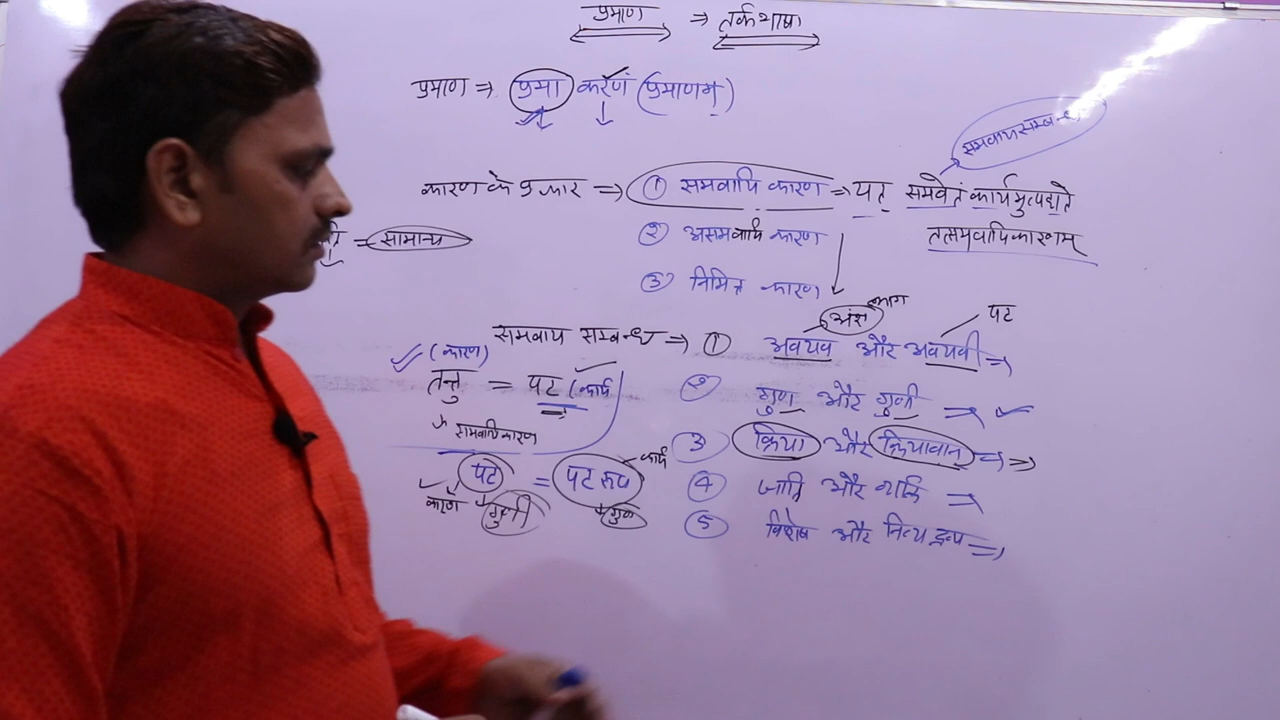 प्रमाण ⇒ तर्कभाषा
प्रमाण ⇒ प्रमा करणं (प्रमाणम्)
समवाय सम्बन्ध
कारण के प्रकार ⇒ ① समवायि कारण ⇒ यत् समवेतं कार्यमुत्पद्यते
तत्समवायिकारणम्
② असमवायि कारण
= सामान्य
③ निमित्त कारण
अंश भाग
पट
समवाय सम्बन्ध ⇒ ① अवयव और अवयवी ⇒
(कारण)
तन्तु = पट (कार्य
② गुण और गुणी ⇒ ✓
समवायिकारण
③ क्रिया और क्रियावान् ⇒ ⇒
कार्य
पट = पट रूप
④ जाति और व्यक्ति ⇒
कारण गुणी गुण
⑤ विशेष और नित्य द्रव्य ⇒